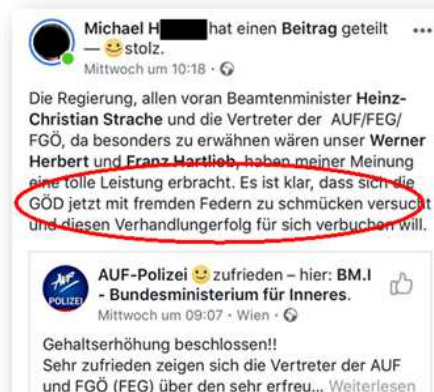 Michael H hat einen Beitrag geteilt
— stolz.
Mittwoch um 10:18 ·
Die Regierung, allen voran Beamtenminister Heinz-
Christian Strache und die Vertreter der AUF/FEG/
FGÖ, da besonders zu erwähnen wären unser Werner
Herbert und Franz Hartlieb, haben meiner Meinung
eine tolle Leistung erbracht. Es ist klar, dass sich die
GÖD jetzt mit fremden Federn zu schmücken versucht
und diesen Verhandlungerfolg für sich verbuchen will.
AUF
POLIZEI
AUF-Polizei zufrieden – hier: BM.I
- Bundesministerium für Inneres.
Mittwoch um 09:07 · Wien ·
Gehaltserhöhung beschlossen!!
Sehr zufrieden zeigen sich die Vertreter der AUF
und FGÖ (FEG) über den sehr erfreu... Weiterlesen